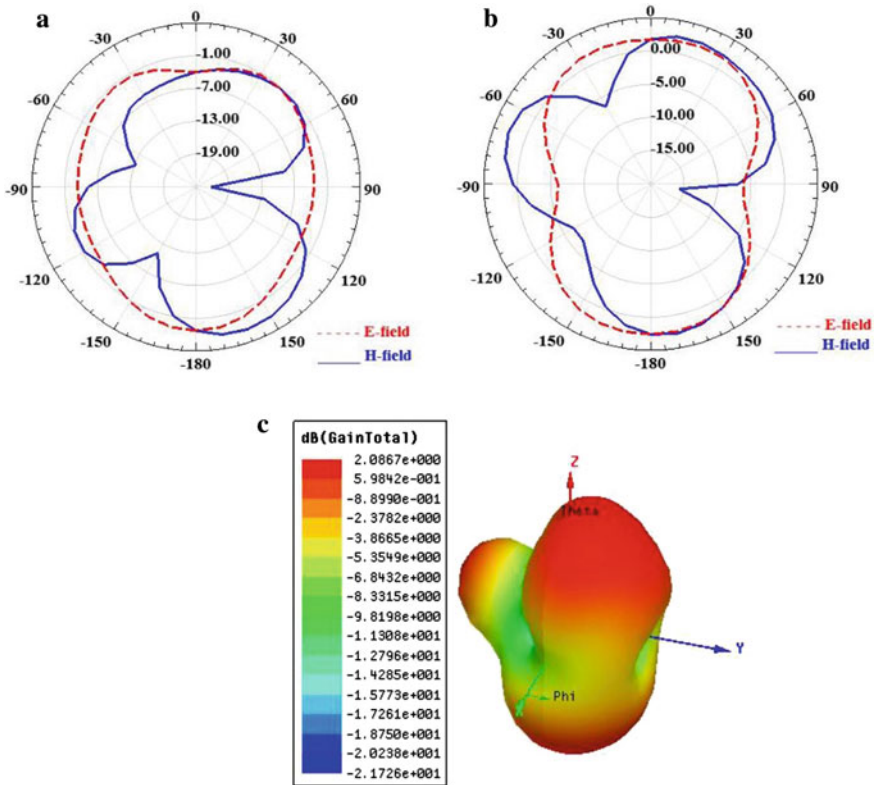 a
0
-30
30
-1.00
-7.00
-60
60
-13.00
-19.00
-90
90
-120
120
-150
150
-180
E-field
H-field
b
0
-30
30
0.00
-5.00
-60
60
-10.00
-15.00
-90
90
-120
120
-150
150
-180
E-field
H-field
c
dB(GainTotal)
2.0867e+000
5.9842e-001
-8.8990e-001
-2.3782e+000
-3.8665e+000
-5.3549e+000
-6.8432e+000
-8.3315e+000
-9.8198e+000
-1.1308e+001
-1.2796e+001
-1.4285e+001
-1.5773e+001
-1.7261e+001
-1.8750e+001
-2.0238e+001
-2.1726e+001
Z
Theta
Y
Phi
X